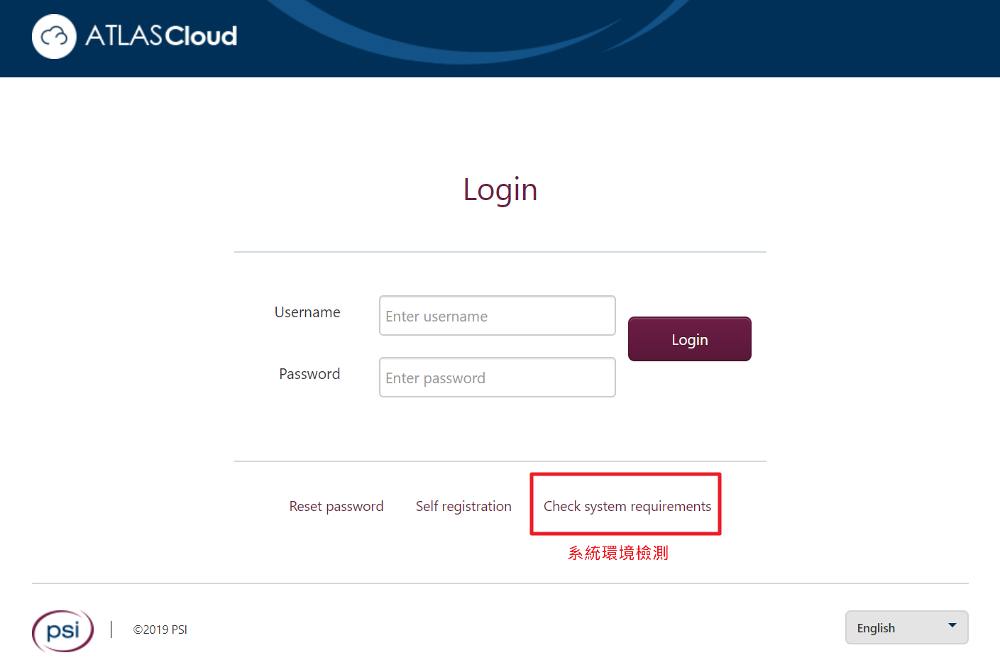 ATLASCloud
Login
Username
Enter username
Login
Password
Enter password
Reset password
Self registration
Check system requirements
系統環境檢測
psi
©2019 PSI
English